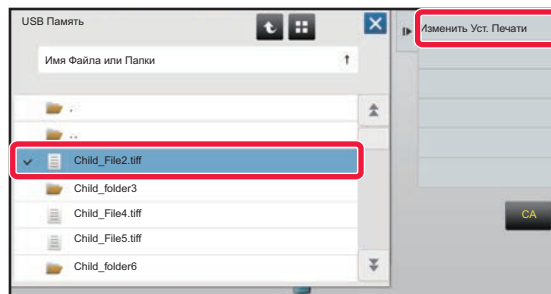 USB Память
Изменить Уст. Печати
Имя Файла или Папки
.
..
Child_File2.tiff
Child_folder3
Child_File4.tiff
Child_File5.tiff
Child_folder6
CA